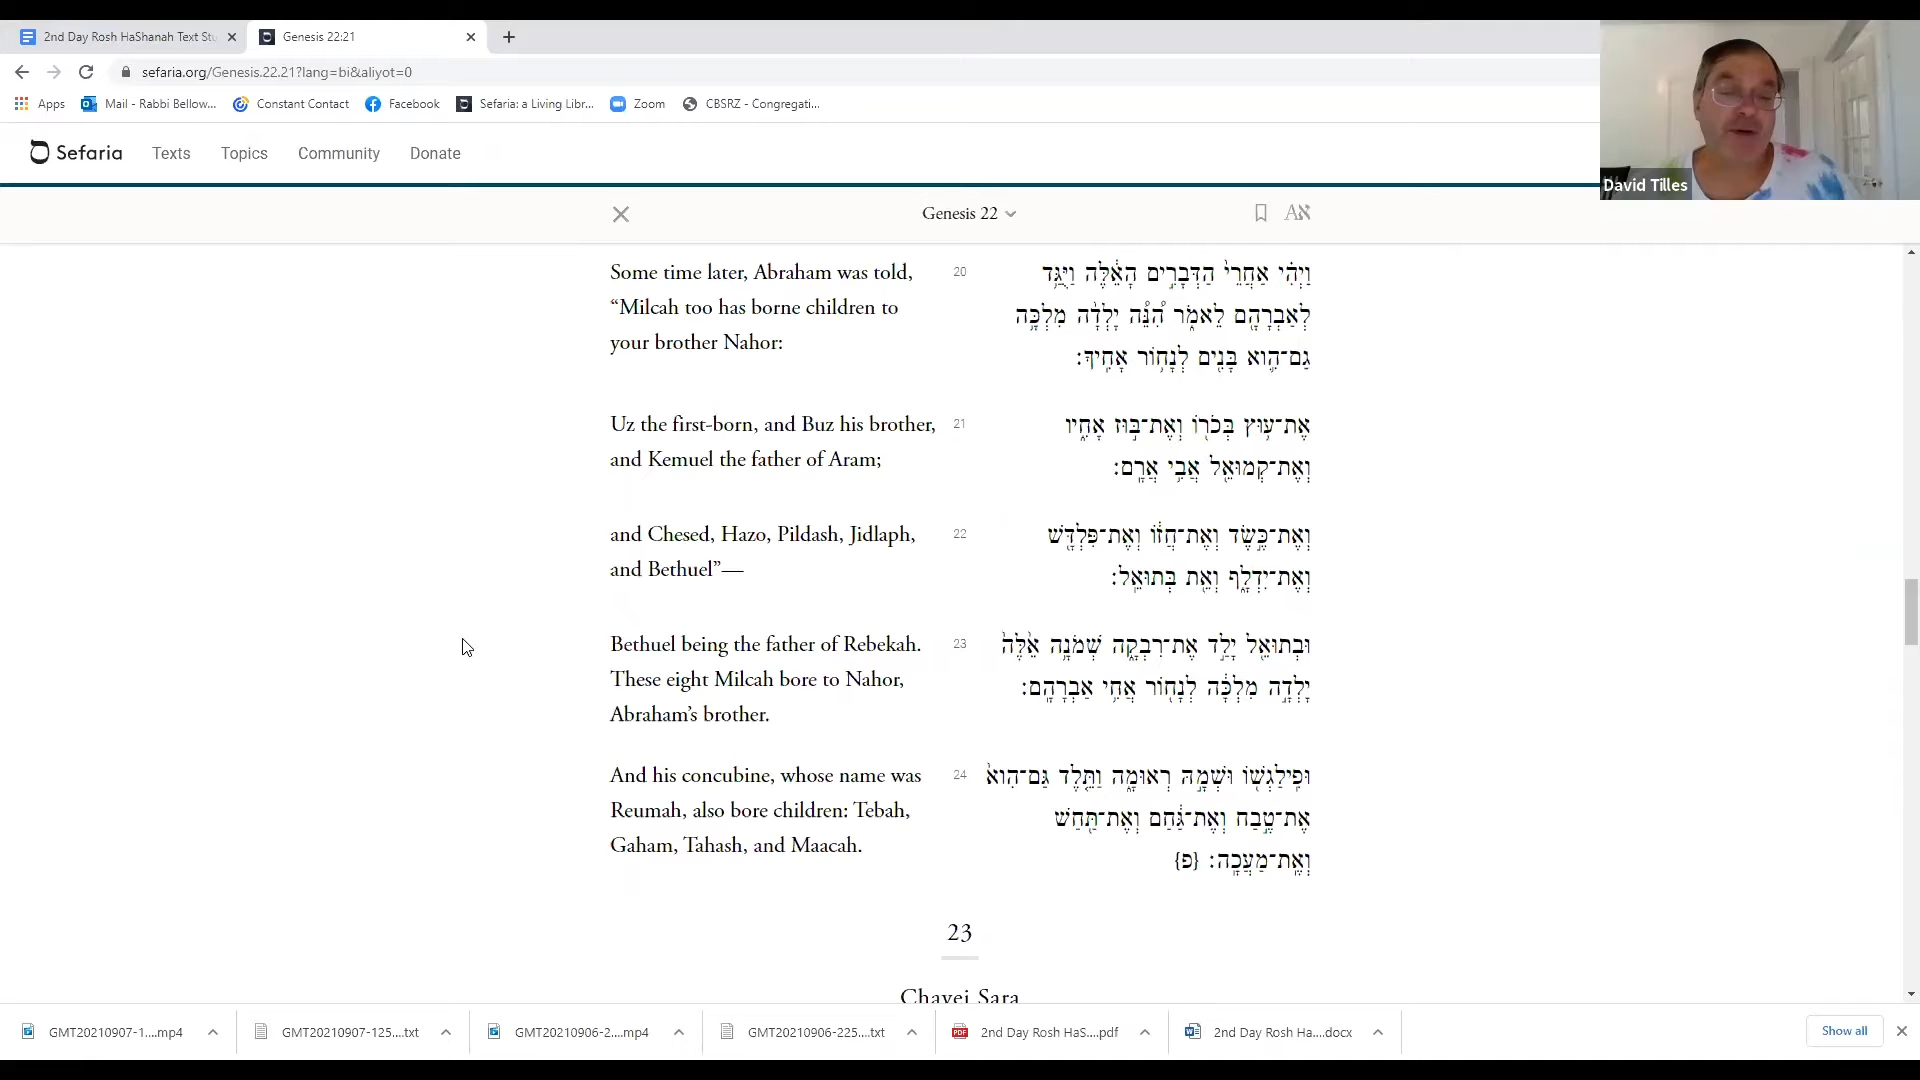 2nd Day Rosh HaShanah Text Stu
Genesis 22:21
sefaria.org/Genesis.22.21?lang=bi&aliyot=0
Apps
Mail - Rabbi Bellow...
Constant Contact
Facebook
Sefaria: a Living Libr...
Zoom
CBSRZ - Congregati...
Sefaria
Texts
Topics
Community
Donate
David Tilles
Genesis 22
Some time later, Abraham was told,
“Milcah too has borne children to
your brother Nahor:
20
וַיְהִ֗י אַחֲרֵי֙ הַדְּבָרִ֣ים הָאֵ֔לֶּה וַיֻּגַּ֥ד
לְאַבְרָהָ֖ם לֵאמֹ֑ר הִ֠נֵּ֠ה יָלְדָ֨ה מִלְכָּ֥ה
גַם־הִ֛וא בָּנִ֖ים לְנָח֥וֹר אָחִֽיךָ׃
Uz the first-born, and Buz his brother,
and Kemuel the father of Aram;
21
אֶת־ע֥וּץ בְּכֹר֖וֹ וְאֶת־בּ֣וּז אָחִ֑יו
וְאֶת־קְמוּאֵ֖ל אֲבִ֥י אֲרָֽם׃
and Chesed, Hazo, Pildash, Jidlaph,
and Bethuel”—
22
וְאֶת־כֶּ֣שֶׂד וְאֶת־חֲז֔וֹ וְאֶת־פִּלְדָּ֖שׁ
וְאֶת־יִדְלָ֑ף וְאֵ֖ת בְּתוּאֵֽל׃
Bethuel being the father of Rebekah.
These eight Milcah bore to Nahor,
Abraham’s brother.
23
וּבְתוּאֵ֖ל יָלַ֣ד אֶת־רִבְקָ֑ה שְׁמֹנָ֥ה אֵ֙לֶּה֙
יָלְדָ֣ה מִלְכָּ֔ה לְנָח֖וֹר אֲחִ֥י אַבְרָהָֽם׃
And his concubine, whose name was
Reumah, also bore children: Tebah,
Gaham, Tahash, and Maacah.
24
וּפִֽילַגְשׁ֖וֹ וּשְׁמָ֣הּ רְאוּמָ֑ה וַתֵּ֤לֶד גַּם־הִוא֙
אֶת־טֶ֣בַח וְאֶת־גַּ֔חַם וְאֶת־תַּ֖חַשׁ
וְאֶֽת־מַעֲכָֽה׃ {פ}
23
Chayei Sara
GMT20210907-1....mp4
GMT20210907-125....txt
GMT20210906-2....mp4
GMT20210906-225....txt
2nd Day Rosh HaS....pdf
2nd Day Rosh Ha....docx
Show all